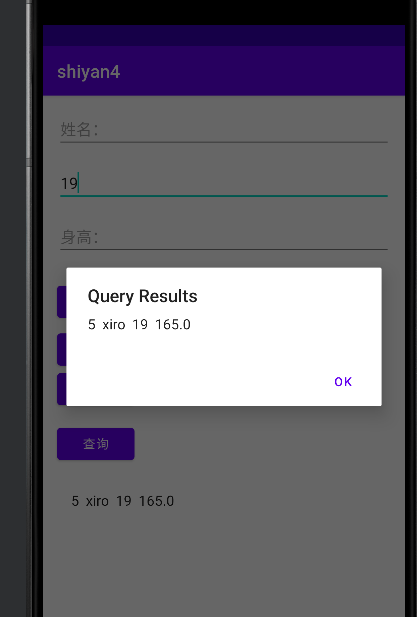 shiyan4
姓名：
19
身高：
Query Results
5 xiro 19 165.0
OK
查询
5 xiro 19 165.0